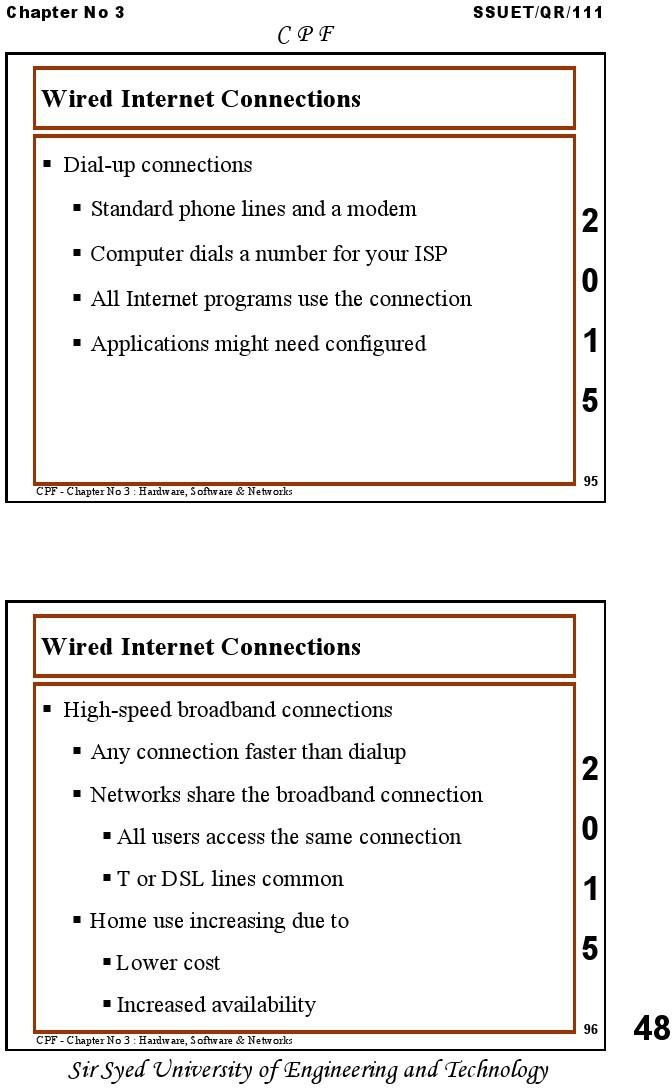 Chapter No 3 SSUET/QR/111
C P F
Wired Internet Connections
▪ Dial-up connections
▪ Standard phone lines and a modem
▪ Computer dials a number for your ISP
▪ All Internet programs use the connection
▪ Applications might need configured
2
0
1
5
95
CPF - Chapter No 3 : Hardware, Software & Networks
Wired Internet Connections
▪ High-speed broadband connections
▪ Any connection faster than dialup
▪ Networks share the broadband connection
▪ All users access the same connection
▪ T or DSL lines common
▪ Home use increasing due to
▪ Lower cost
▪ Increased availability
2
0
1
5
96
48
CPF - Chapter No 3 : Hardware, Software & Networks
Sir Syed University of Engineering and Technology